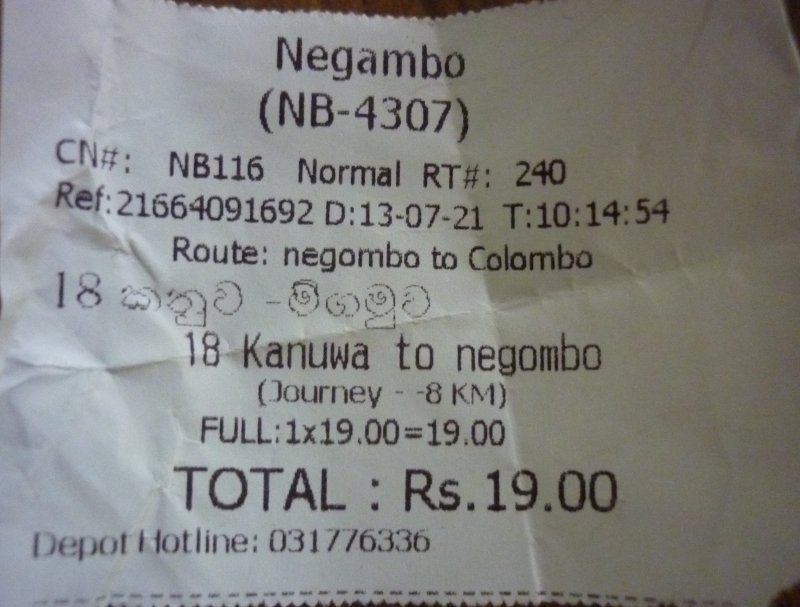 Negambo
(NB-4307)
CN#: NB116 Normal RT#: 240
Ref:21664091692 D:13-07-21 T:10:14:54
Route: negombo to Colombo
18 කනුව -මීගමුව
18 Kanuwa to negombo
(Journey - -8 KM)
FULL:1x19.00=19.00
TOTAL : Rs.19.00
Depot Hotline: 031776336